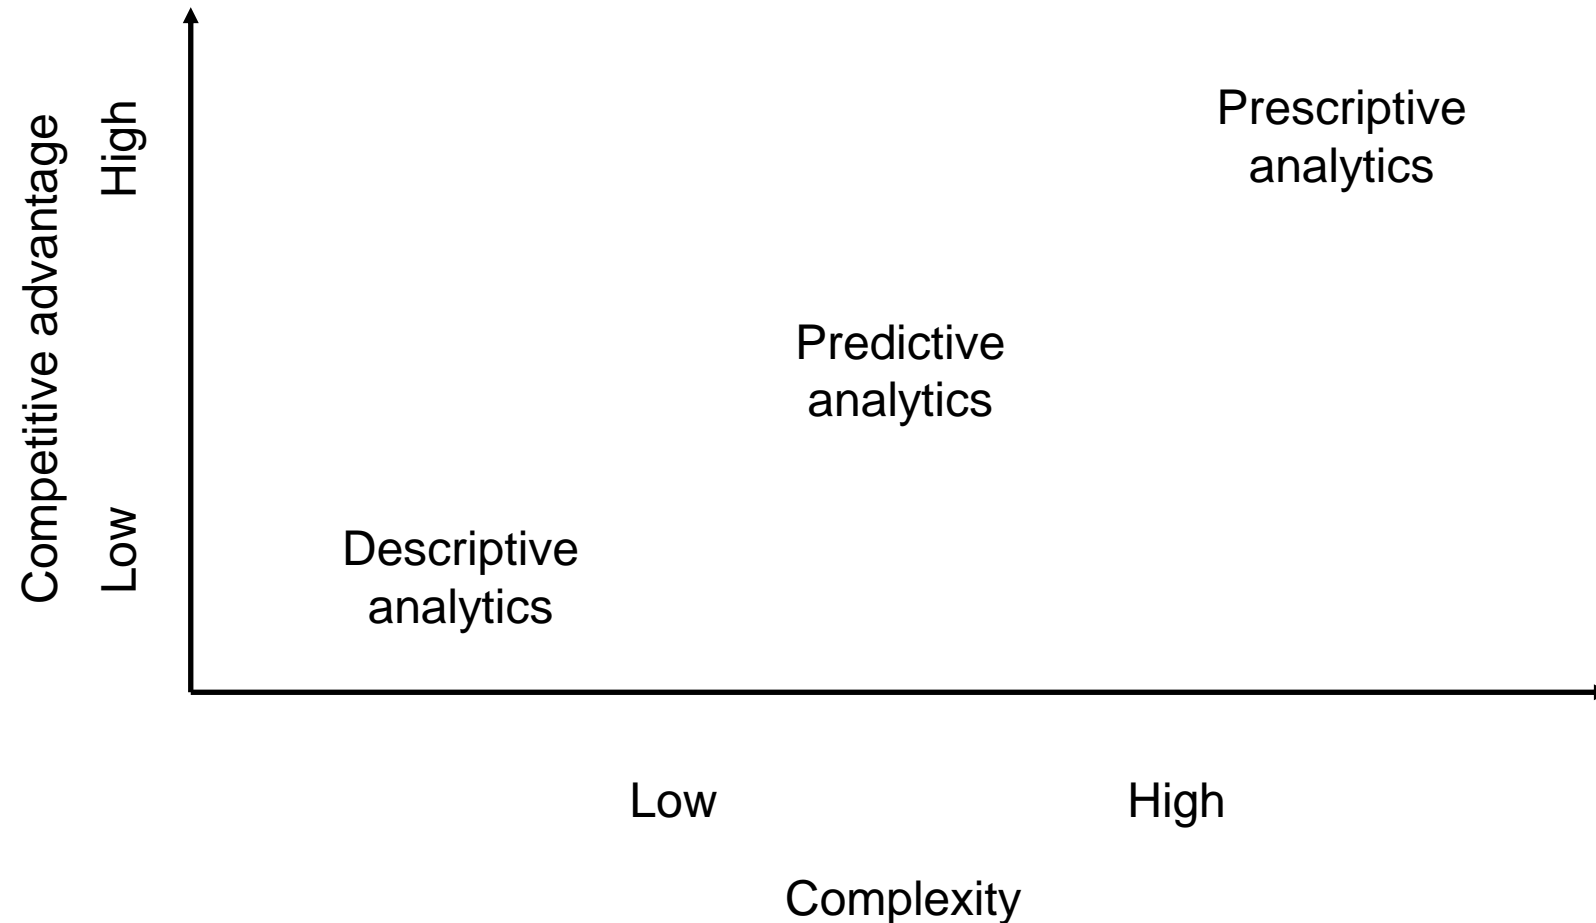 Competitive advantage
High
Low
Prescriptive
analytics
Predictive
analytics
Descriptive
analytics
Low
High
Complexity